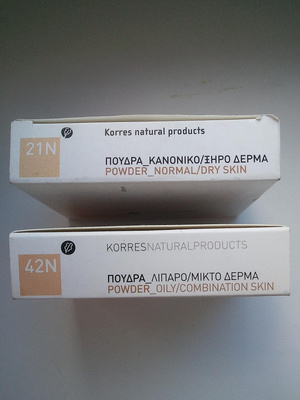 21N
Korres natural products
ΠΟΥΔΡΑ_ΚΑΝΟΝΙΚΟ/ΞΗΡΟ ΔΕΡΜΑ
POWDER_NORMAL/DRY SKIN
42N
KORRESNATURALPRODUCTS
ΠΟΥΔΡΑ_ΛΙΠΑΡΟ/ΜΙΚΤΟ ΔΕΡΜΑ
POWDER_OILY/COMBINATION SKIN